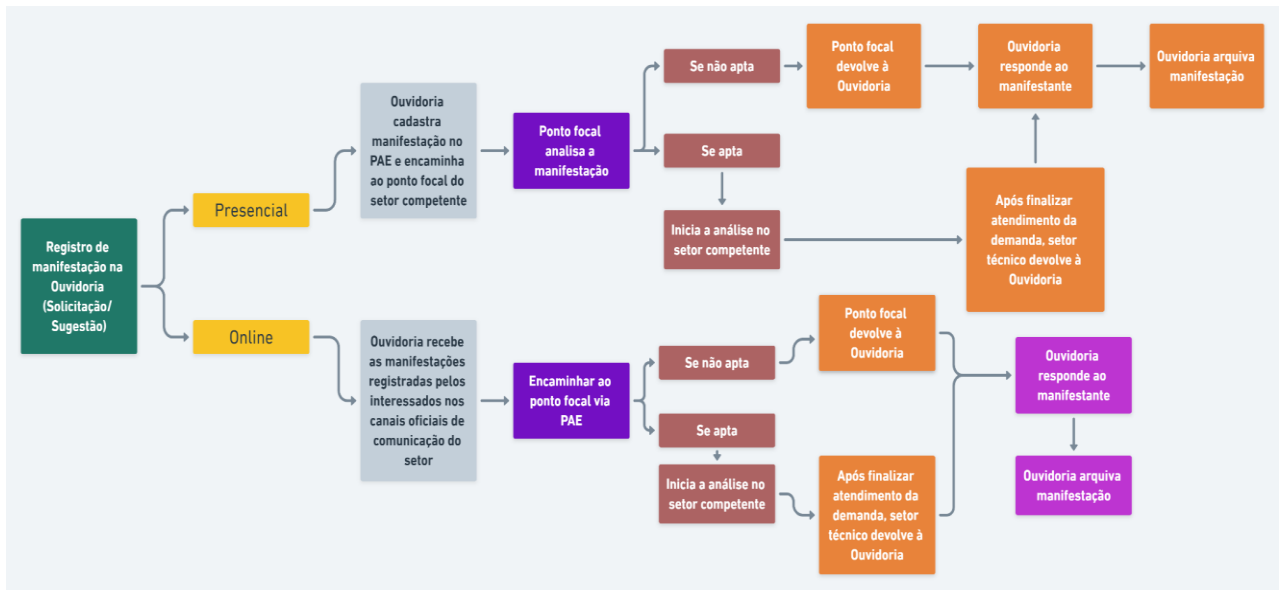 Registro de
manifestação na
Ouvidoria
(Solicitação/
Sugestão)
Presencial
Ouvidoria
cadastra
manifestação no
PAE e encaminha
ao ponto focal do
setor competente
Ponto focal
analisa a
manifestação
Se não apta
Ponto focal
devolve à
Ouvidoria
Ouvidoria
responde ao
manifestante
Ouvidoria arquiva
manifestação
Se apta
Inicia a análise no
setor competente
Após finalizar
atendimento da
demanda, setor
técnico devolve à
Ouvidoria
Online
Ouvidoria recebe
as manifestações
registradas pelos
interessados nos
canais oficiais de
comunicação do
setor
Encaminhar ao
ponto focal via
PAE
Se não apta
Ponto focal
devolve à
Ouvidoria
Se apta
Inicia a análise no
setor competente
Após finalizar
atendimento da
demanda, setor
técnico devolve à
Ouvidoria
Ouvidoria
responde ao
manifestante
Ouvidoria arquiva
manifestação